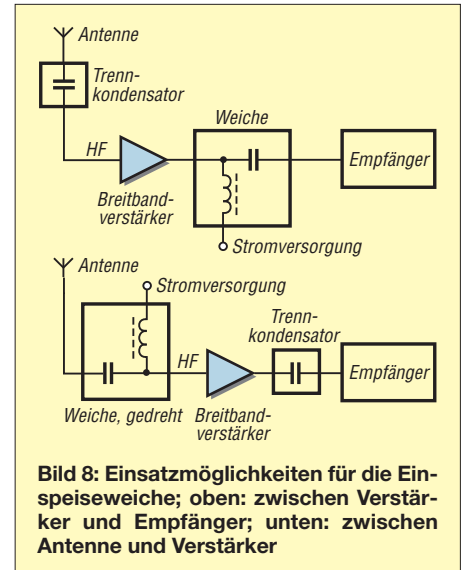 Antenne
Trenn-
kondensator
Weiche
HF
Empfänger
Breitband-
verstärker
Stromversorgung
Antenne
Stromversorgung
Trenn-
kondensator
HF
Empfänger
Weiche, gedreht
Breitband-
verstärker
Bild 8: Einsatzmöglichkeiten für die Ein-
speiseweiche; oben: zwischen Verstär-
ker und Empfänger; unten: zwischen
Antenne und Verstärker